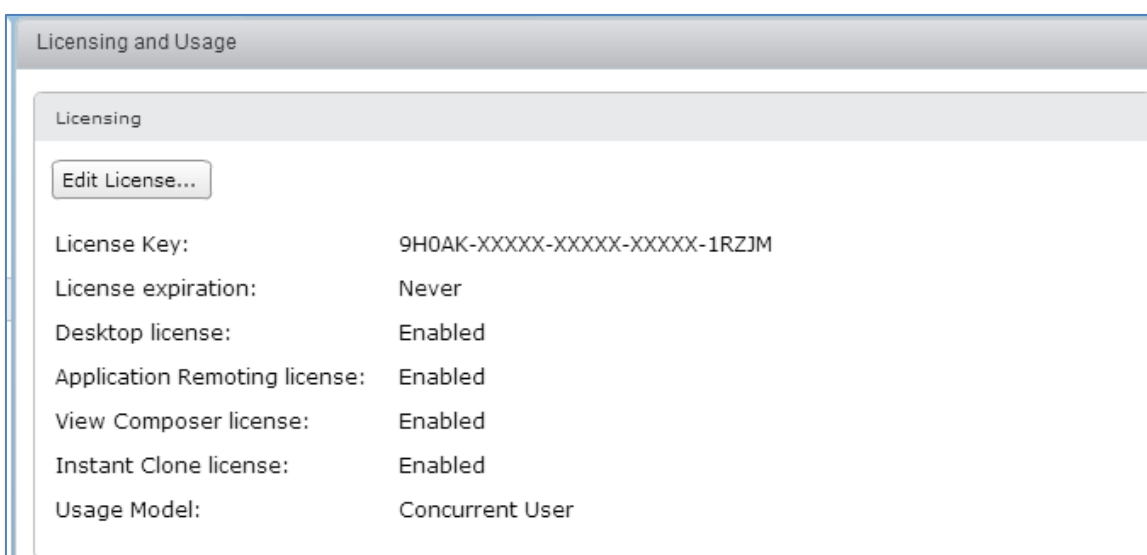 Licensing and Usage
Licensing
Edit License...
License Key: 9H0AK-XXXXX-XXXXX-XXXXX-1RZJM
License expiration: Never
Desktop license: Enabled
Application Remoting license: Enabled
View Composer license: Enabled
Instant Clone license: Enabled
Usage Model: Concurrent User